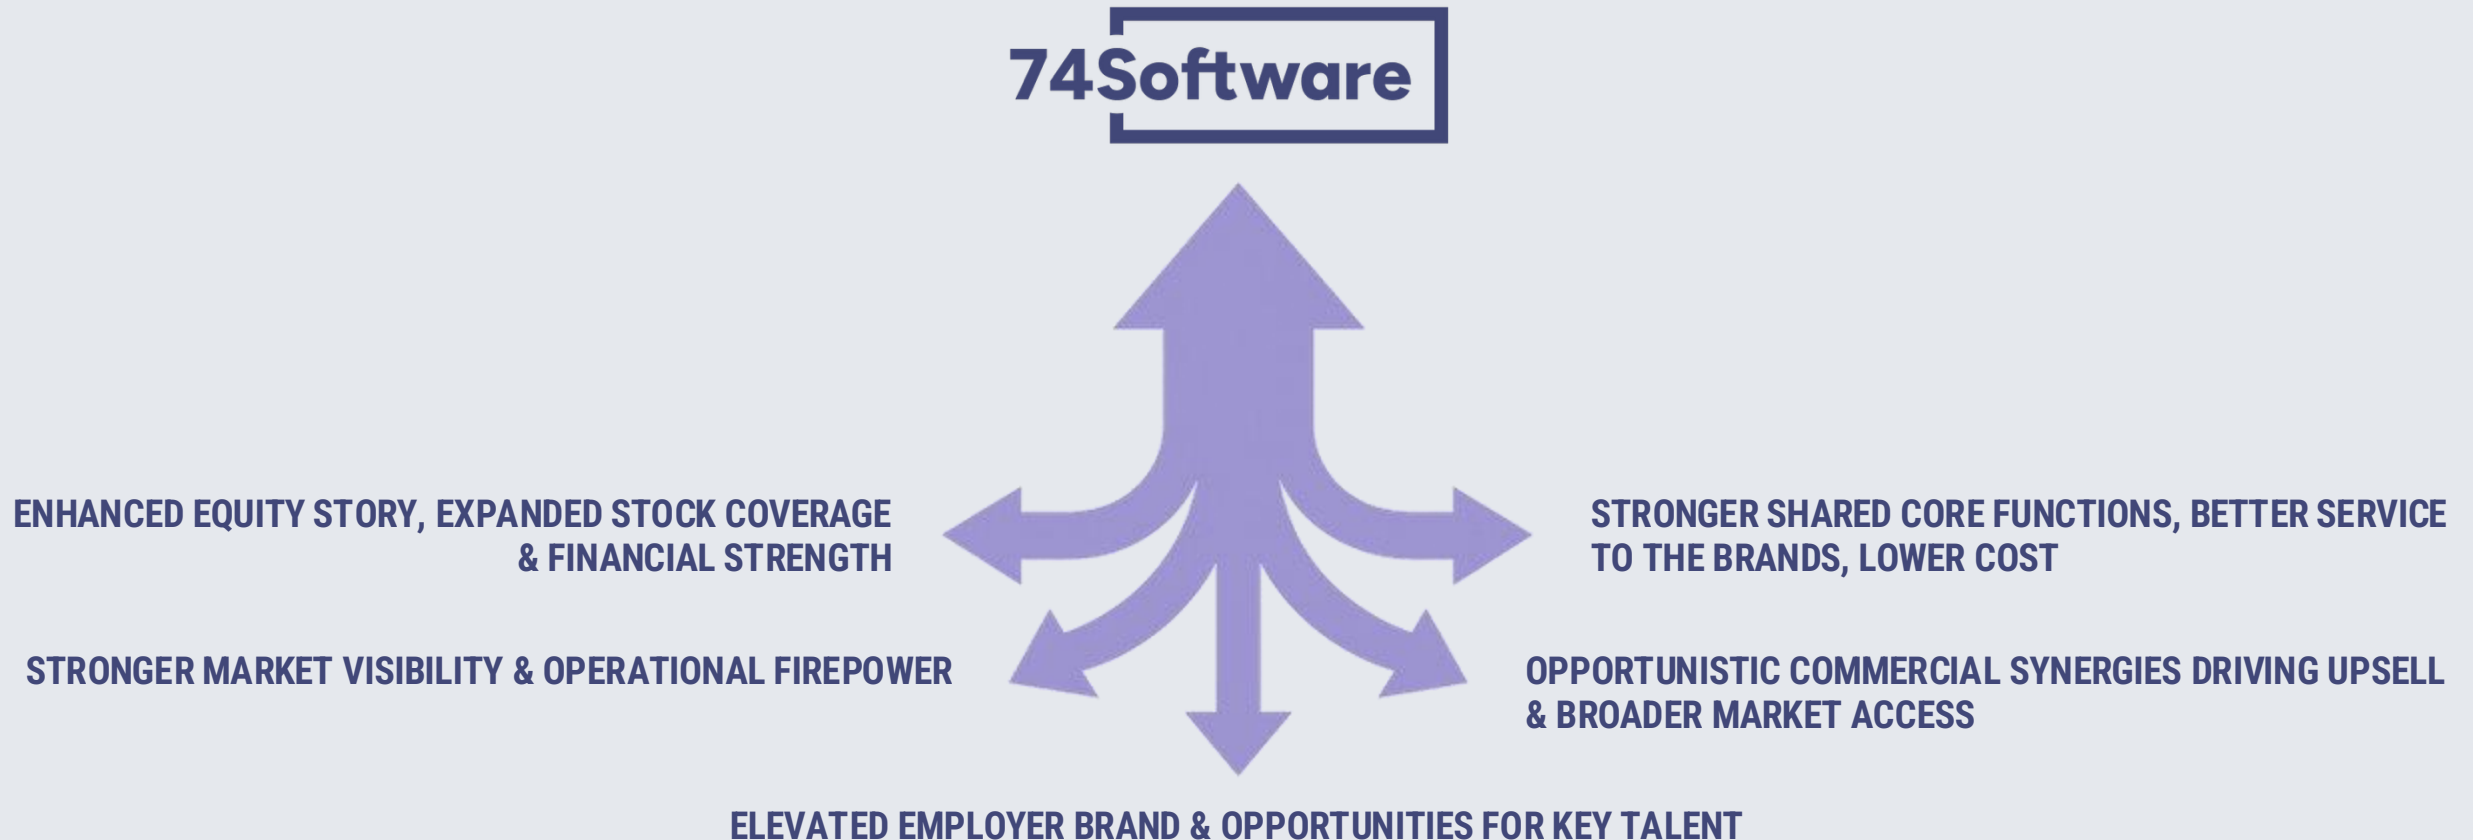 74Software
ENHANCED EQUITY STORY, EXPANDED STOCK COVERAGE
& FINANCIAL STRENGTH
STRONGER SHARED CORE FUNCTIONS, BETTER SERVICE
TO THE BRANDS, LOWER COST
STRONGER MARKET VISIBILITY & OPERATIONAL FIREPOWER
OPPORTUNISTIC COMMERCIAL SYNERGIES DRIVING UPSELL
& BROADER MARKET ACCESS
ELEVATED EMPLOYER BRAND & OPPORTUNITIES FOR KEY TALENT